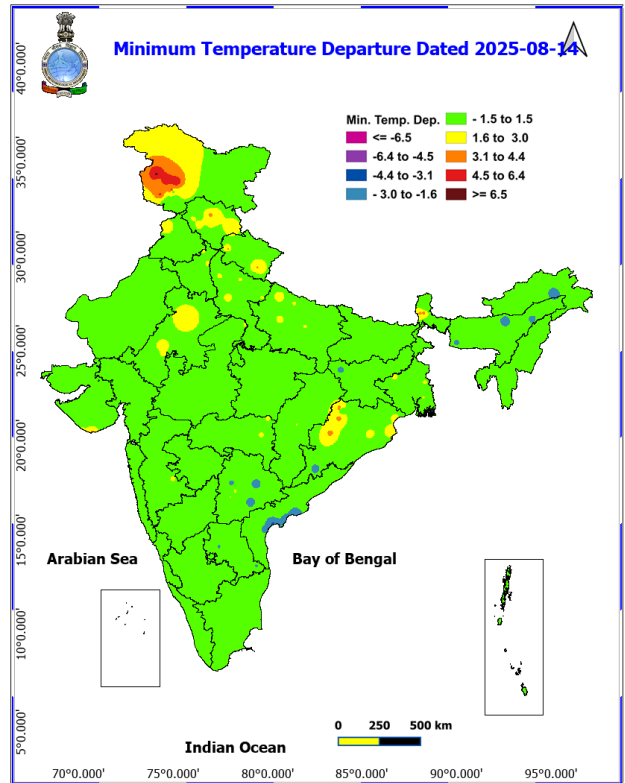 Minimum Temperature Departure Dated 2025-08-14
40°0.000'
35°0.000'
30°0.000'
25°0.000'
20°0.000'
15°0.000'
10°0.000'
5°0.000'
Min. Temp. Dep.
<= -6.5
-6.4 to -4.5
-4.4 to -3.1
- 3.0 to -1.6
- 1.5 to 1.5
1.6 to 3.0
3.1 to 4.4
4.5 to 6.4
>= 6.5
Arabian Sea
Bay of Bengal
Indian Ocean
0 250 500 km
70°0.000' 75°0.000' 80°0.000' 85°0.000' 90°0.000' 95°0.000'